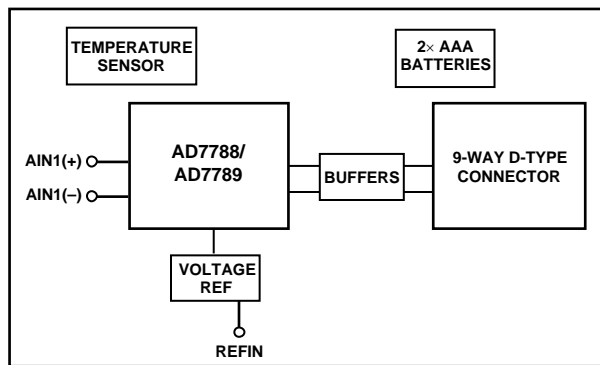 TEMPERATURE
SENSOR
2× AAA
BATTERIES
AIN1(+)
AIN1(–)
AD7788/
AD7789
BUFFERS
9-WAY D-TYPE
CONNECTOR
VOLTAGE
REF
REFIN